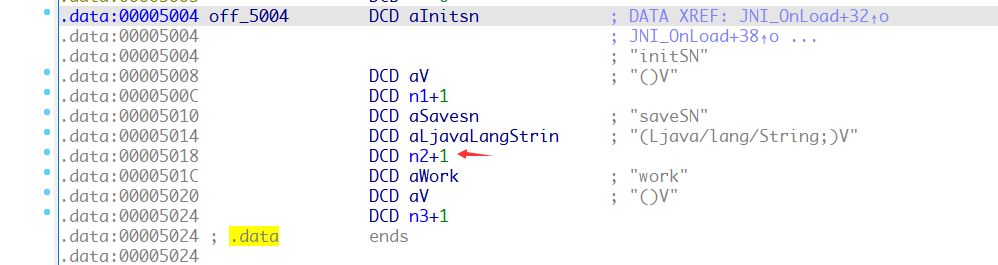 .data:00005004 off_5004 DCD aInitsn ; DATA XREF: JNI_OnLoad+32↑o
.data:00005004 ; JNI_OnLoad+38↑o ...
.data:00005004 ; "initSN"
.data:00005008 DCD aV ; "()V"
.data:0000500C DCD n1+1
.data:00005010 DCD aSavesn ; "saveSN"
.data:00005014 DCD aLjavaLangStrin ; "(Ljava/lang/String;)V"
.data:00005018 DCD n2+1
.data:0000501C DCD aWork ; "work"
.data:00005020 DCD aV ; "()V"
.data:00005024 DCD n3+1
.data:00005024 ; .data ends
.data:00005024